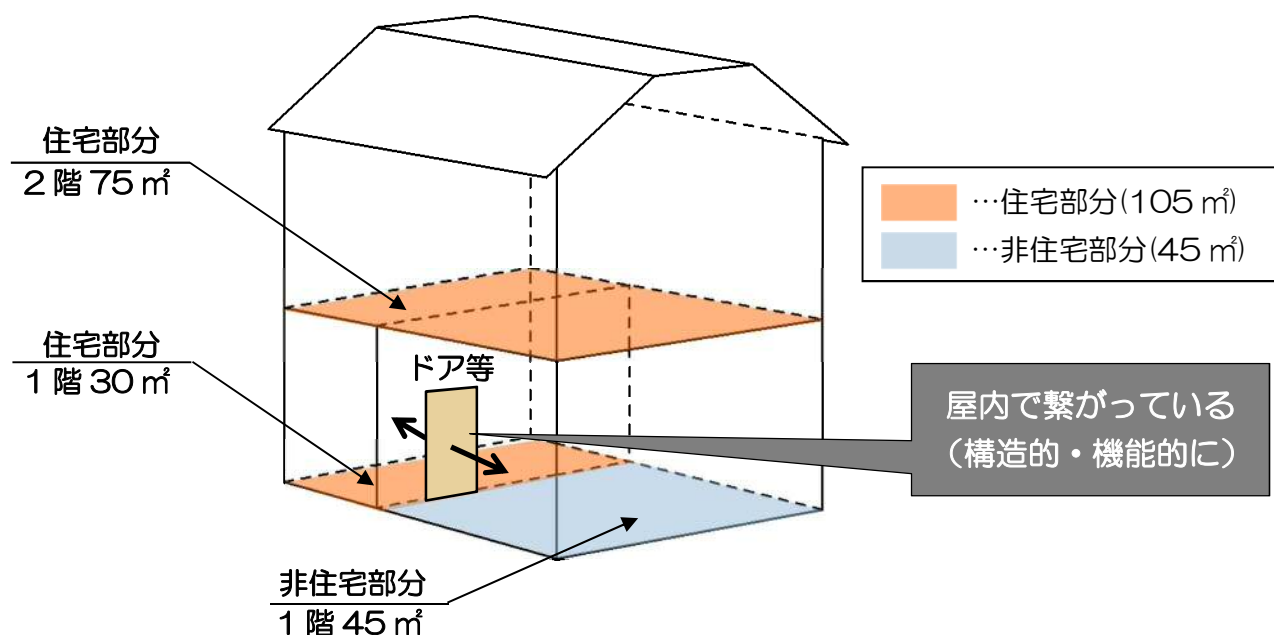 住宅部分
2階 75㎡
…住宅部分(105㎡)
…非住宅部分(45㎡)
住宅部分
1階 30㎡
ドア等
屋内で繋がっている
（構造的・機能的に）
非住宅部分
1階 45㎡